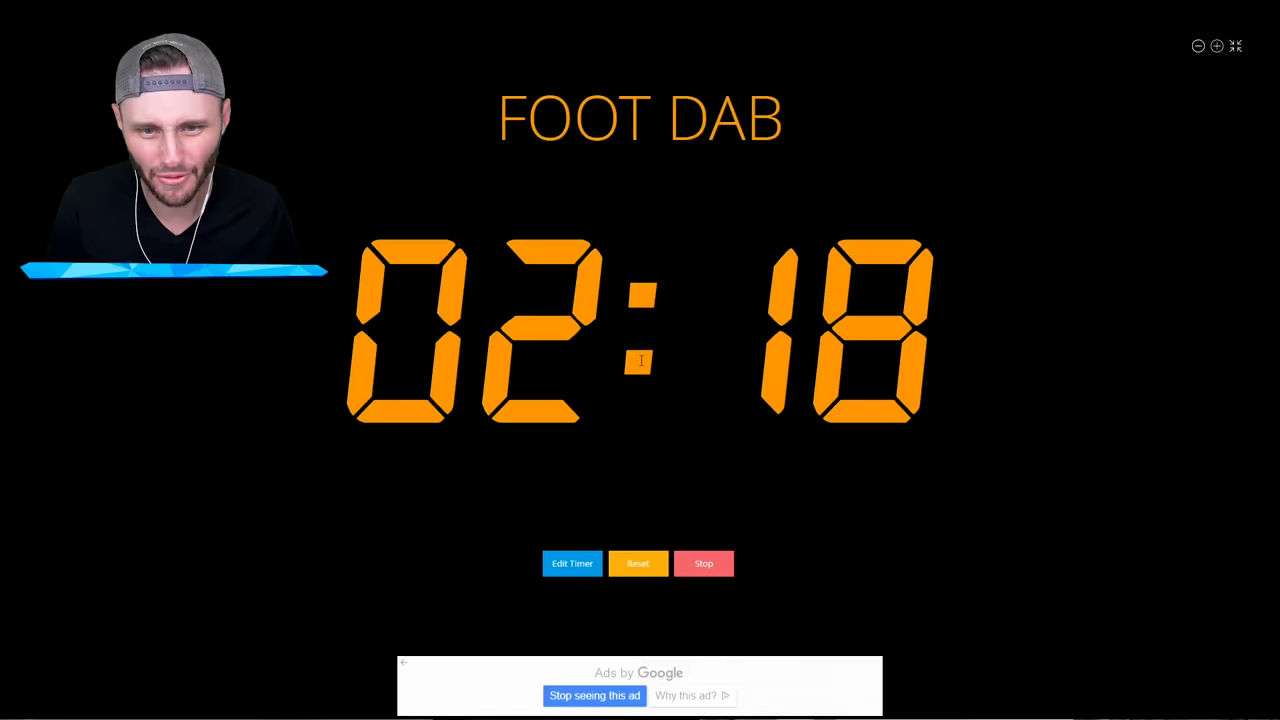 FOOT DAB
02:18
Edit Timer
Reset
Stop
Ads by Google
Stop seeing this ad
Why this ad?